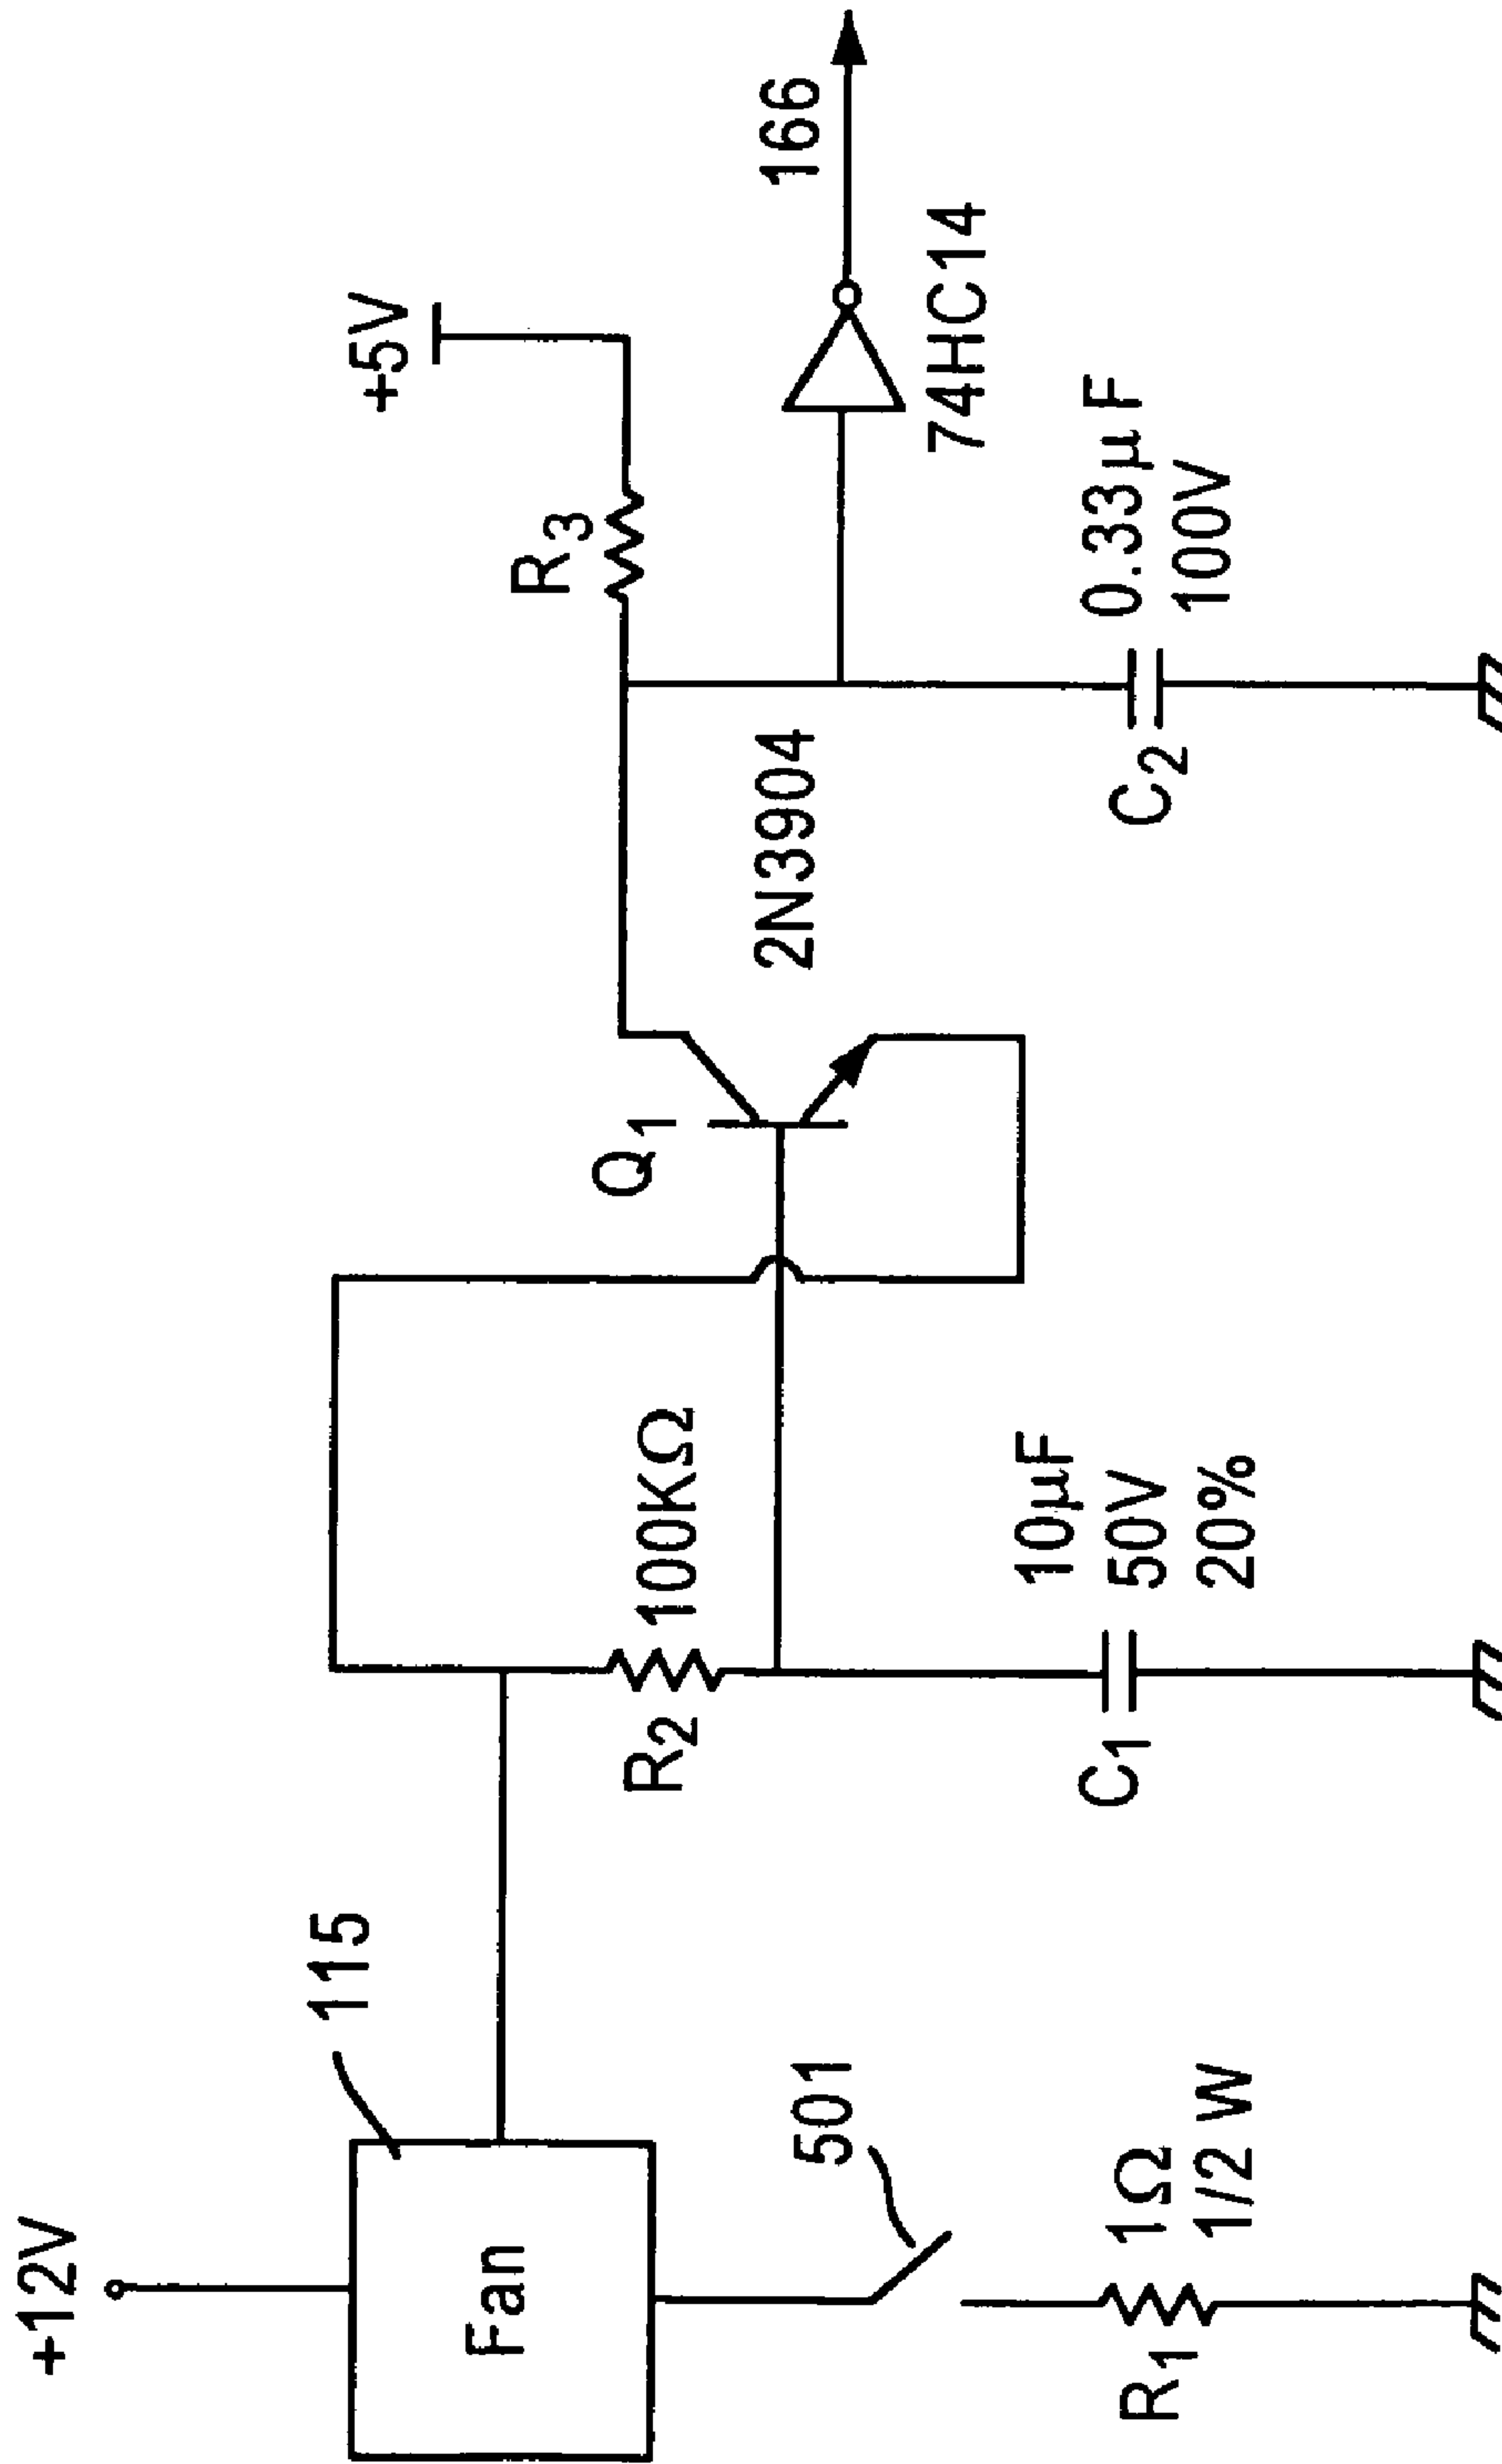 +12V
Fan
115
501
R1
1Ω
1/2 W
R2
100KΩ
C1
10µF
50V
20%
Q1
2N3904
R3
+5V
C2
0.33µF
100V
74HC14
166